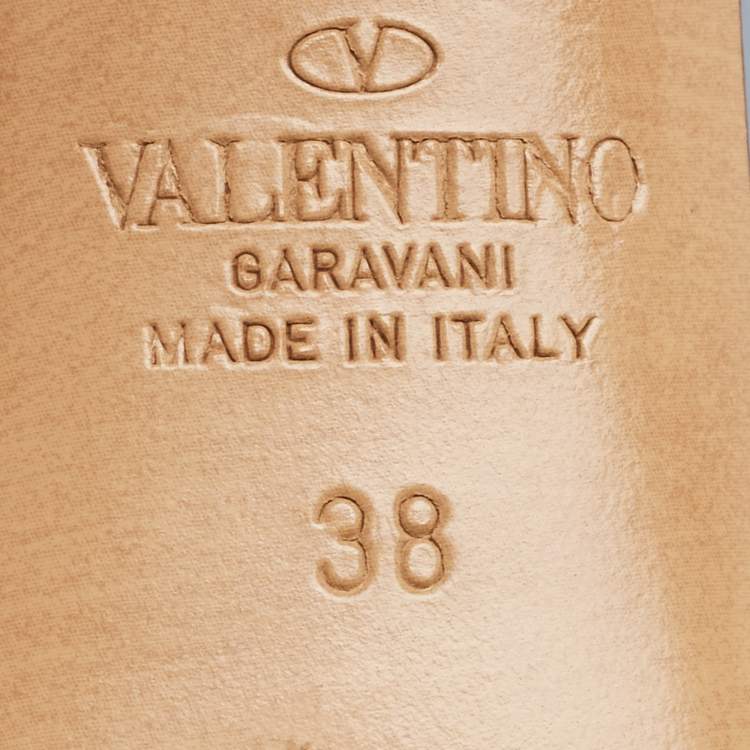 VALENTINO
GARAVANI
MADE IN ITALY
38